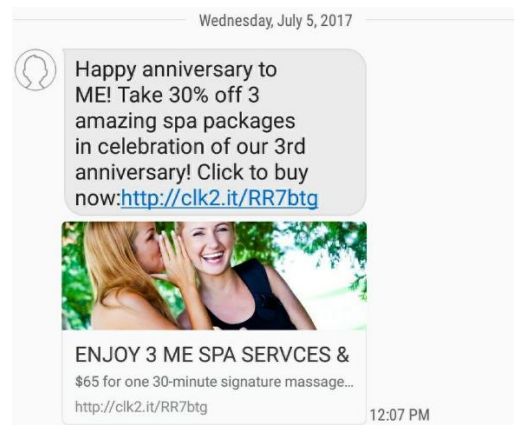 Wednesday, July 5, 2017
Happy anniversary to
ME! Take 30% off 3
amazing spa packages
in celebration of our 3rd
anniversary! Click to buy
now:http://clk2.it/RR7btg
ENJOY 3 ME SPA SERVCES &
$65 for one 30-minute signature massage...
http://clk2.it/RR7btg
12:07 PM